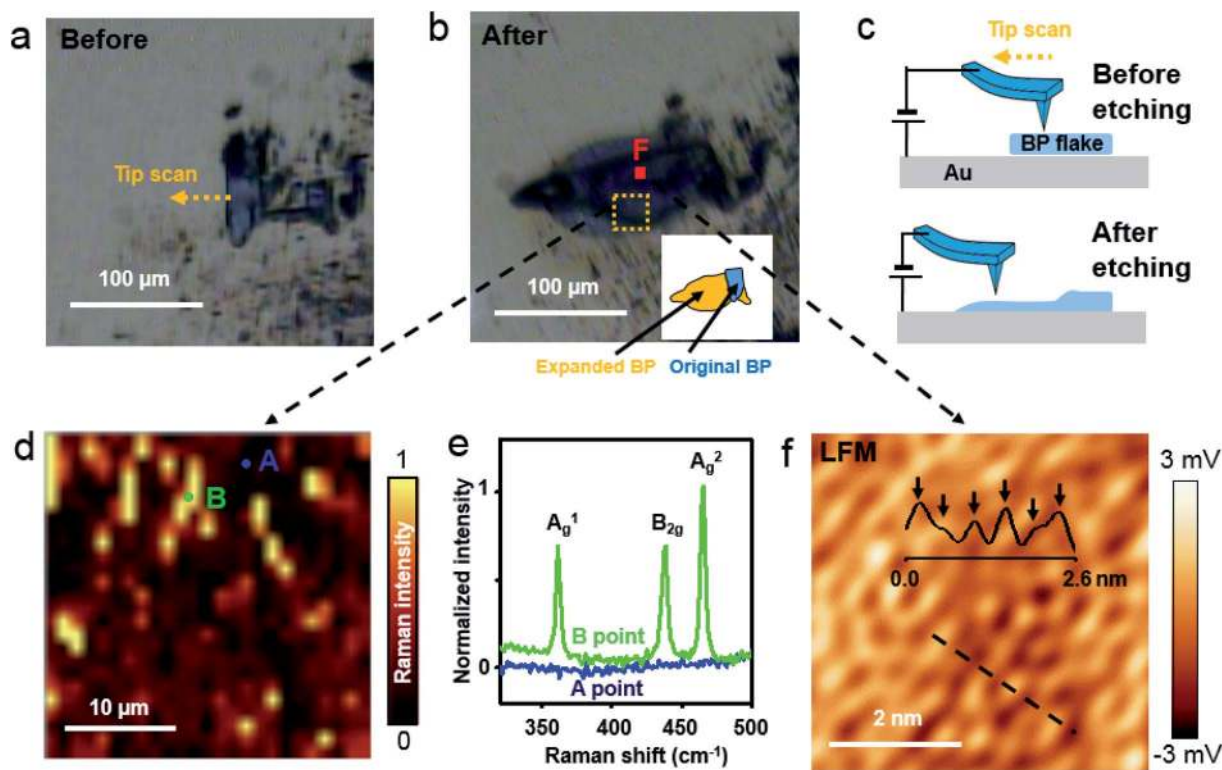 a Before
Tip scan
100 µm
b After
F
100 µm
Expanded BP Original BP
c
Tip scan
Before
etching
BP flake
Au
After
etching
d
A
B
10 µm
1
Raman intensity
0
e
Normalized intensity
1
0
A_g^1
B_2g
A_g^2
B point
A point
350 400 450 500
Raman shift (cm⁻¹)
f LFM
0.0 2.6 nm
2 nm
3 mV
-3 mV